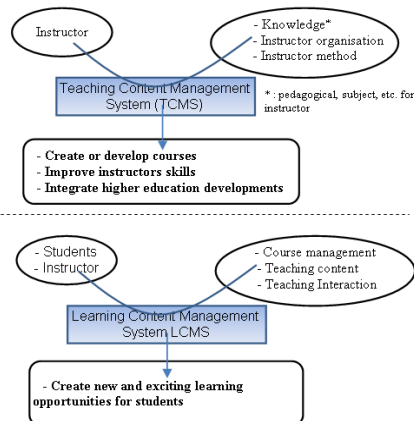 Instructor
- Knowledge*
- Instructor organisation
- Instructor method
Teaching Content Management
System (TCMS)
* : pedagogical, subject, etc. for
instructor
- Create or develop courses
- Improve instructors skills
- Integrate higher education developments
- Students
- Instructor
- Course management
- Teaching content
- Teaching Interaction
Learning Content Management
System LCMS
- Create new and exciting learning
opportunities for students